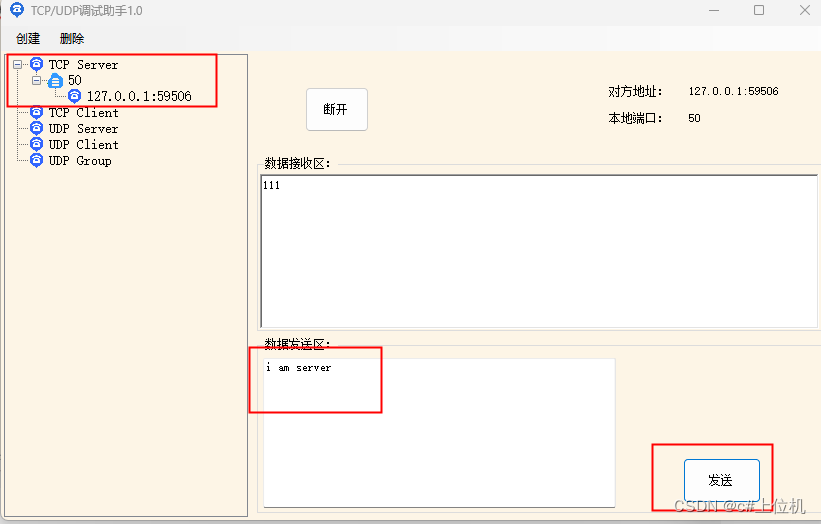 TCP/UDP调试助手1.0
创建 删除
TCP Server
50
127.0.0.1:59506
TCP Client
UDP Server
UDP Client
UDP Group
断开
对方地址: 127.0.0.1:59506
本地端口: 50
数据接收区:
111
数据发送区:
i am server
发送
CSDN @c#上位机